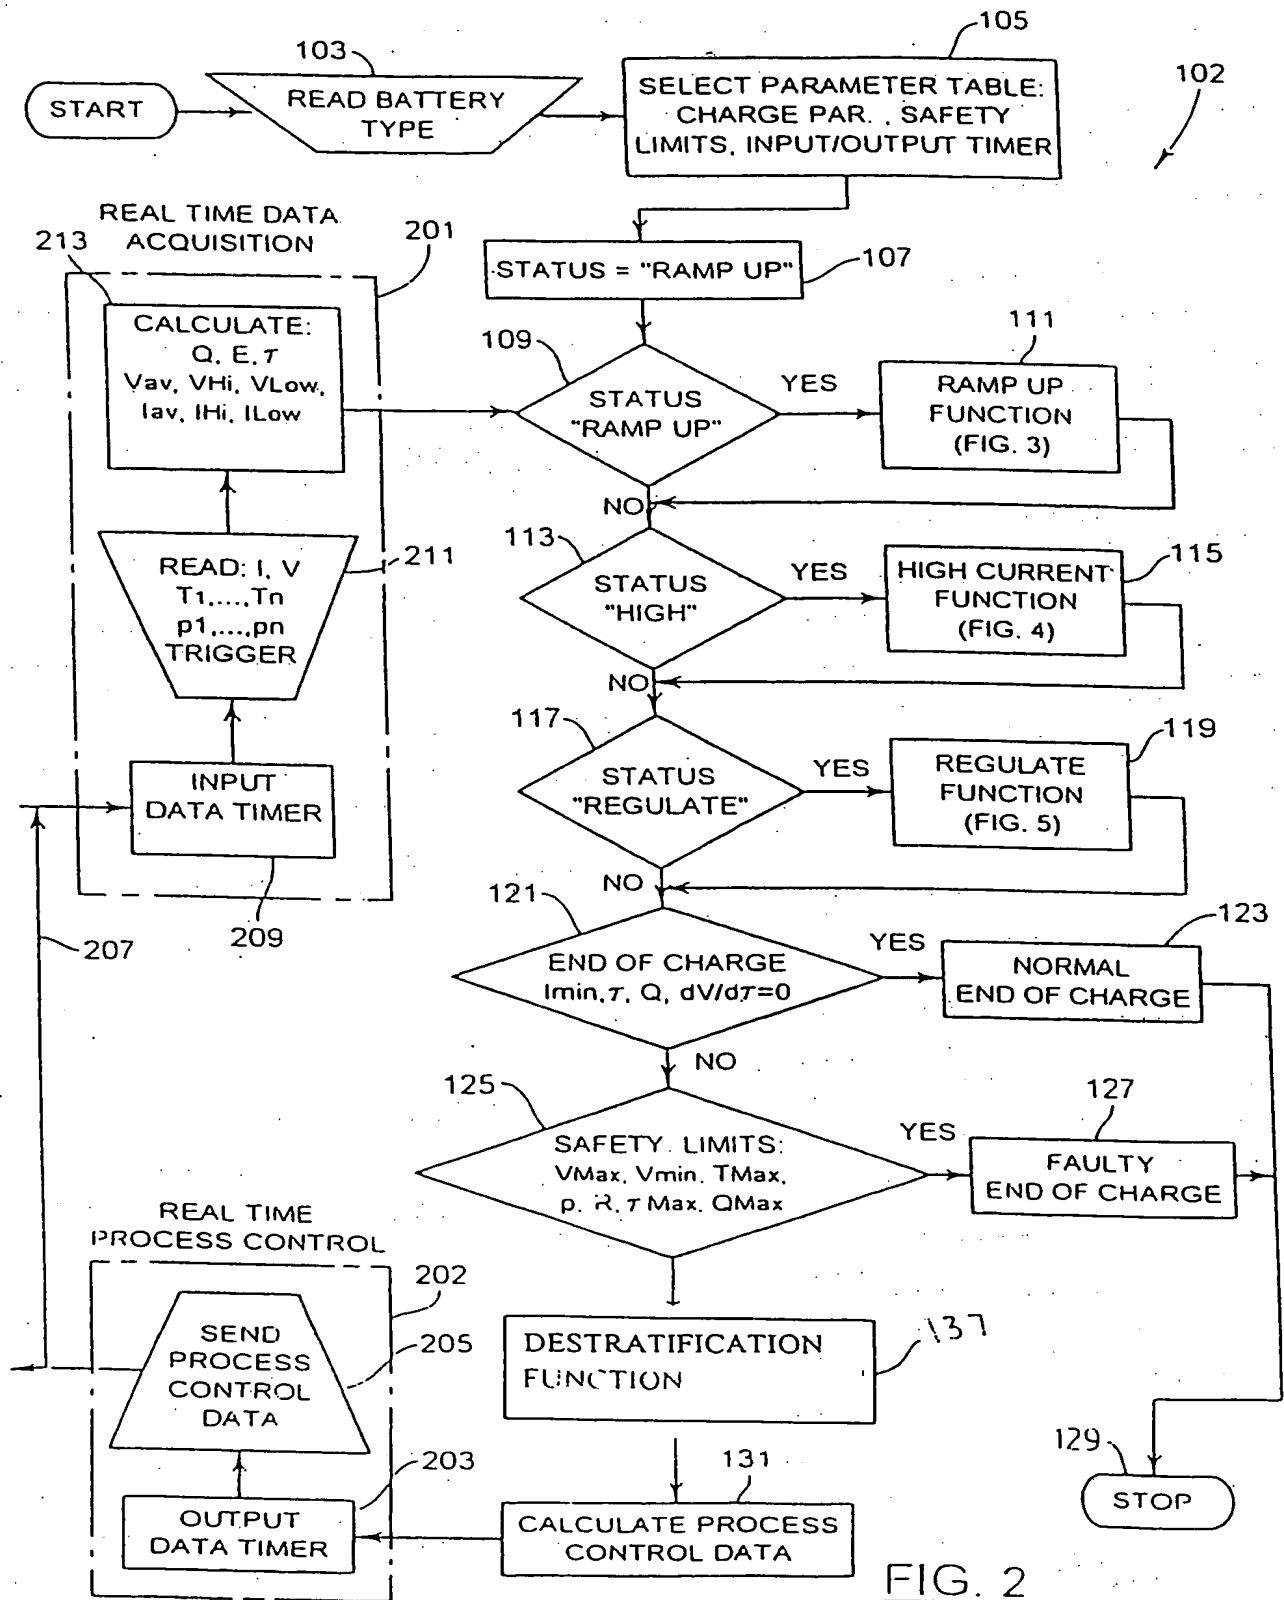 105
103
102
START
READ BATTERY
TYPE
SELECT PARAMETER TABLE:
CHARGE PAR. , SAFETY
LIMITS, INPUT/OUTPUT TIMER
REAL TIME DATA
ACQUISITION
213
201
STATUS = "RAMP UP"
107
CALCULATE:
Q, E, τ
Vav, VHi, VLow,
Iav, IHi, ILow
109
STATUS
"RAMP UP"
YES
111
RAMP UP
FUNCTION
(FIG. 3)
NO
READ: I, V
T1,...,Tn
p1,...,pn
TRIGGER
211
113
STATUS
"HIGH"
YES
HIGH CURRENT
FUNCTION
(FIG. 4)
115
NO
117
STATUS
"REGULATE"
YES
REGULATE
FUNCTION
(FIG. 5)
119
NO
INPUT
DATA TIMER
209
207
121
END OF CHARGE
Imin, τ, Q, dV/dτ=0
YES
NORMAL
END OF CHARGE
123
NO
125
SAFETY LIMITS:
VMax, Vmin, TMax,
p, R, τ Max, QMax
YES
127
FAULTY
END OF CHARGE
REAL TIME
PROCESS CONTROL
202
SEND
PROCESS
CONTROL
DATA
205
DESTRATIFICATION
FUNCTION
137
203
OUTPUT
DATA TIMER
131
CALCULATE PROCESS
CONTROL DATA
129
STOP
FIG. 2